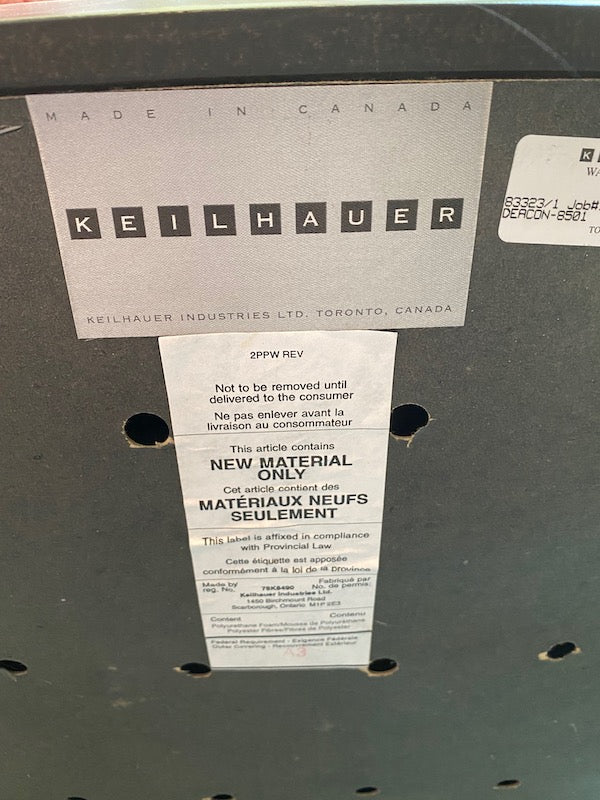 MADE IN CANADA
KEILHAUER
KEILHAUER INDUSTRIES LTD. TORONTO, CANADA
K
WA
83323/1 Job#
DEACON-8501
TO
2PPW REV
Not to be removed until
delivered to the consumer
Ne pas enlever avant la
livraison au consommateur
This article contains
NEW MATERIAL
ONLY
Cet article contient des
MATÉRIAUX NEUFS
SEULEMENT
This label is affixed in compliance
with Provincial Law
Cette étiquette est apposée
conformément à la loi de la province
Made by Fabriqué par
reg. No. 78K8490 No. de permis:
Keilhauer Industries Ltd.
1450 Birchmount Road
Scarborough, Ontario M1P 2E3
Content Contenu
Polyurethane Foam/Mousse de Polyuréthane
Polyester Fibres/Fibres de Polyester
Federal Requirement - Exigence Fédérale
Outer Covering - Recouvrement Extérieur
A3